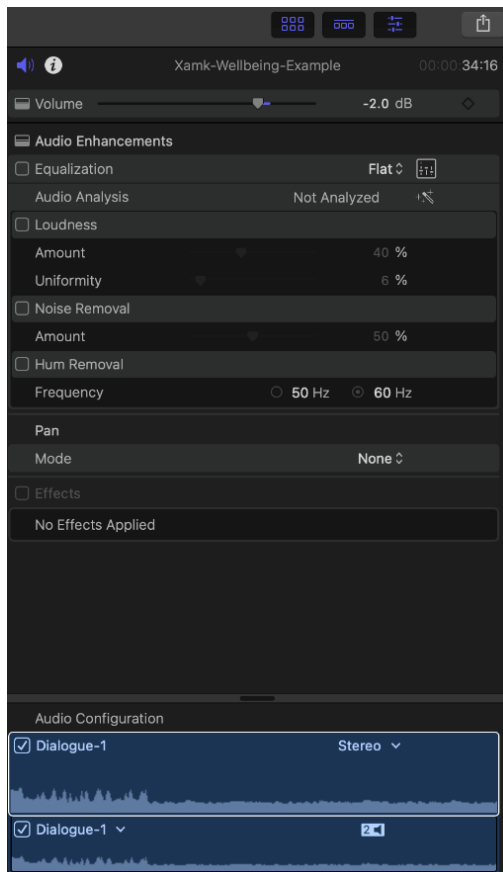 Xamk-Wellbeing-Example 00:00:34:16
Volume -2.0 dB
Audio Enhancements
Equalization Flat
Audio Analysis Not Analyzed
Loudness
Amount 40 %
Uniformity 6 %
Noise Removal
Amount 50 %
Hum Removal
Frequency 50 Hz 60 Hz
Pan
Mode None
Effects
No Effects Applied
Audio Configuration
Dialogue-1 Stereo
Dialogue-1 2